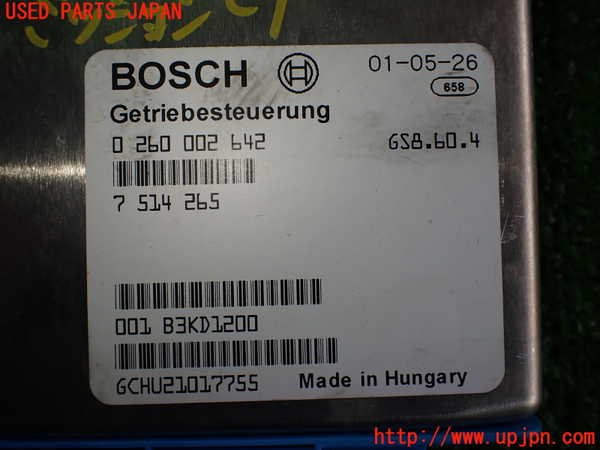 USED PARTS JAPAN
BOSCH
01-05-26
658
Getriebesteuerung
0 260 002 642
GS8.60.4
7 514 265
001 B3KD1200
GCHU21017755
Made in Hungary
http://www.upjpn.com/